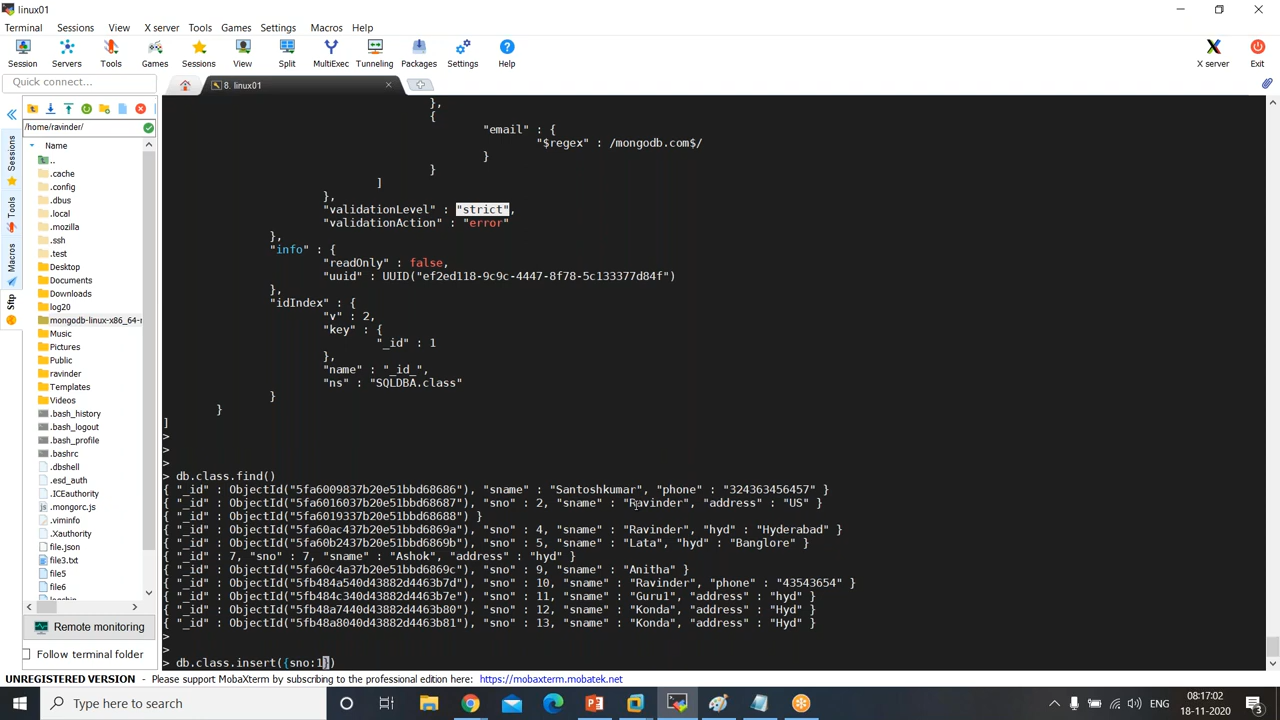 linux01
Terminal Sessions View X server Tools Games Settings Macros Help
Session Servers Tools Games Sessions View Split MultiExec Tunneling Packages Settings Help X server Exit
Quick connect...
8. linux01
/home/ravinder/
Name
..
.cache
.config
.dbus
.local
.mozilla
.ssh
.test
Desktop
Documents
Downloads
log20
mongodb-linux-x86_64-r
Music
Pictures
Public
ravinder
Templates
Videos
.bash_history
.bash_logout
.bash_profile
.bashrc
.dbshell
.esd_auth
.ICEauthority
.mongorc.js
.viminfo
.Xauthority
file.json
file3.txt
file5
file6
Remote monitoring
Follow terminal folder
Sessions
Tools
Macros
Sftp
},
{
"email" : {
"$regex" : /mongodb.com$/
}
}
]
},
"validationLevel" : "strict",
"validationAction" : "error"
},
"info" : {
"readOnly" : false,
"uuid" : UUID("ef2ed118-9c9c-4447-8f78-5c133377d84f")
},
"idIndex" : {
"v" : 2,
"key" : {
"_id" : 1
},
"name" : "_id_",
"ns" : "SQLDBA.class"
}
}
]
>
>
>
> db.class.find()
{ "_id" : ObjectId("5fa6009837b20e51bbd68686"), "sname" : "Santoshkumar", "phone" : "324363456457" }
{ "_id" : ObjectId("5fa6016037b20e51bbd68687"), "sno" : 2, "sname" : "Ravinder", "address" : "US" }
{ "_id" : ObjectId("5fa6019337b20e51bbd68688") }
{ "_id" : ObjectId("5fa60ac437b20e51bbd6869a"), "sno" : 4, "sname" : "Ravinder", "hyd" : "Hyderabad" }
{ "_id" : ObjectId("5fa60b2437b20e51bbd6869b"), "sno" : 5, "sname" : "Lata", "hyd" : "Banglore" }
{ "_id" : 7, "sno" : 7, "sname" : "Ashok", "address" : "hyd" }
{ "_id" : ObjectId("5fa60c4a37b20e51bbd6869c"), "sno" : 9, "sname" : "Anitha" }
{ "_id" : ObjectId("5fb484a540d43882d4463b7d"), "sno" : 10, "sname" : "Ravinder", "phone" : "43543654" }
{ "_id" : ObjectId("5fb484c340d43882d4463b7e"), "sno" : 11, "sname" : "Guru1", "address" : "hyd" }
{ "_id" : ObjectId("5fb48a7440d43882d4463b80"), "sno" : 12, "sname" : "Konda", "address" : "Hyd" }
{ "_id" : ObjectId("5fb48a8040d43882d4463b81"), "sno" : 13, "sname" : "Konda", "address" : "Hyd" }
>
>
> db.class.insert({sno:1})
UNREGISTERED VERSION - Please support MobaXterm by subscribing to the professional edition here: https://mobaxterm.mobatek.net
Type here to search
08:17:02
18-11-2020
3